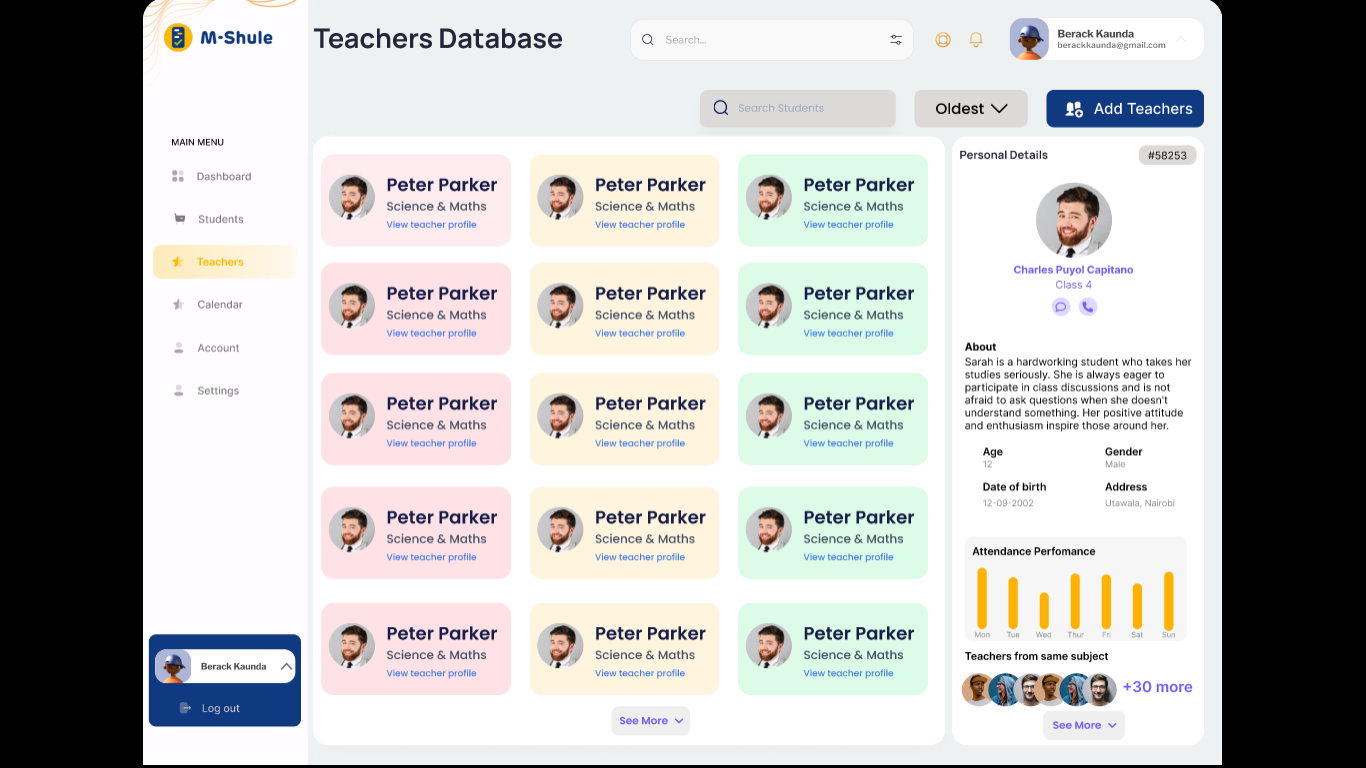 M-Shule
Teachers Database
Search...
Berack Kaunda
berackkaunda@gmail.com
Search Students
Oldest
Add Teachers
MAIN MENU
Dashboard
Students
Teachers
Calendar
Account
Settings
Berack Kaunda
Log out
Peter Parker
Science & Maths
View teacher profile
Peter Parker
Science & Maths
View teacher profile
Peter Parker
Science & Maths
View teacher profile
Peter Parker
Science & Maths
View teacher profile
Peter Parker
Science & Maths
View teacher profile
Peter Parker
Science & Maths
View teacher profile
Peter Parker
Science & Maths
View teacher profile
Peter Parker
Science & Maths
View teacher profile
Peter Parker
Science & Maths
View teacher profile
Peter Parker
Science & Maths
View teacher profile
Peter Parker
Science & Maths
View teacher profile
Peter Parker
Science & Maths
View teacher profile
Peter Parker
Science & Maths
View teacher profile
Peter Parker
Science & Maths
View teacher profile
Peter Parker
Science & Maths
View teacher profile
See More
Personal Details
#58253
Charles Puyol Capitano
Class 4
About
Sarah is a hardworking student who takes her
studies seriously. She is always eager to
participate in class discussions and is not
afraid to ask questions when she doesn't
understand something. Her positive attitude
and enthusiasm inspire those around her.
Age
12
Gender
Male
Date of birth
12-09-2002
Address
Utawala, Nairobi
Attendance Perfomance
Mon Tue Wed Thur Fri Sat Sun
Teachers from same subject
+30 more
See More